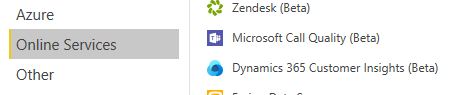 Azure
Online Services
Other
Zendesk (Beta)
Microsoft Call Quality (Beta)
Dynamics 365 Customer Insights (Beta)